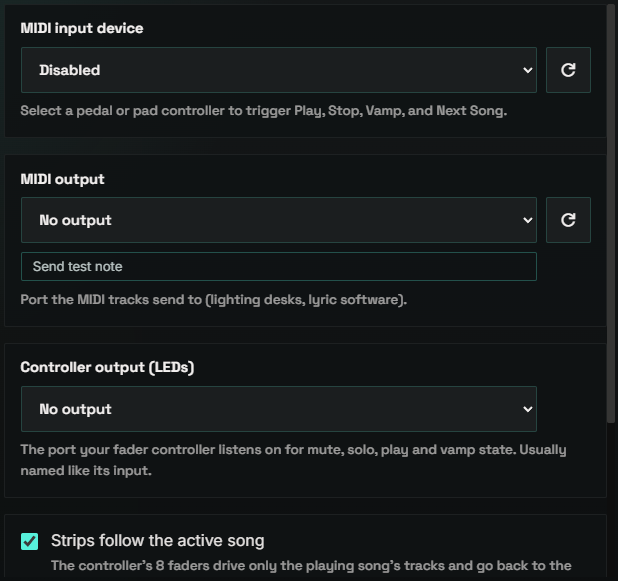 MIDI input device
Disabled
Select a pedal or pad controller to trigger Play, Stop, Vamp, and Next Song.
MIDI output
No output
Send test note
Port the MIDI tracks send to (lighting desks, lyric software).
Controller output (LEDs)
No output
The port your fader controller listens on for mute, solo, play and vamp state. Usually
named like its input.
Strips follow the active song
The controller's 8 faders drive only the playing song's tracks and go back to the